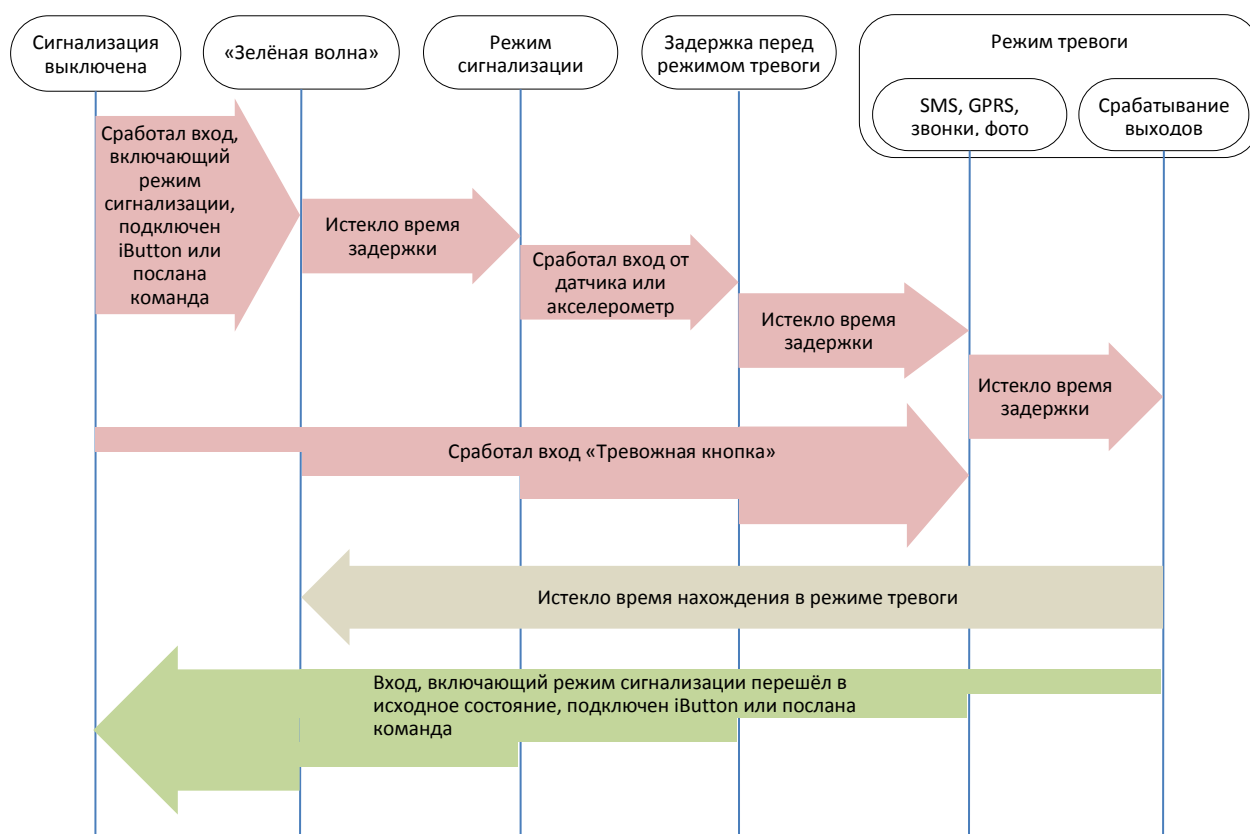 Сигнализация
выключена
«Зелёная волна»
Режим
сигнализации
Задержка перед
режимом тревоги
Режим тревоги
SMS, GPRS,
звонки, фото
Срабатывание
выходов
Сработал вход,
включающий
режим
сигнализации,
подключен
iButton или
послана
команда
Истекло время
задержки
Сработал вход от
датчика или
акселерометр
Истекло время
задержки
Истекло время
задержки
Сработал вход «Тревожная кнопка»
Истекло время нахождения в режиме тревоги
Вход, включающий режим сигнализации перешёл в
исходное состояние, подключен iButton или послана
команда